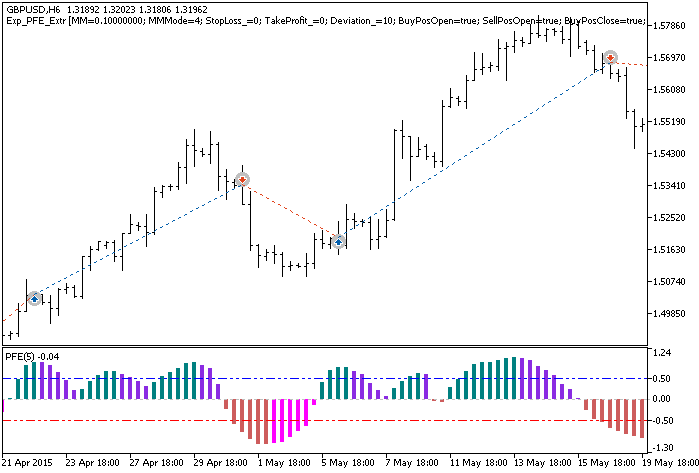 GBPUSD,H6 1.31892 1.32023 1.31806 1.31962
Exp_PFE_Extr [MM=0.10000000; MMMode=4; StopLoss_=0; TakeProfit_=0; Deviation_=10; BuyPosOpen=true; SellPosOpen=true; BuyPosClose=true;
1.57860
1.56970
1.56080
1.55190
1.54300
1.53410
1.52520
1.51630
1.50740
1.49850
PFE(5) -0.04
1.24
0.50
0.00
-0.50
-1.30
21 Apr 2015
23 Apr 18:00
27 Apr 18:00
29 Apr 18:00
1 May 18:00
5 May 18:00
7 May 18:00
11 May 18:00
13 May 18:00
15 May 18:00
19 May 18:00